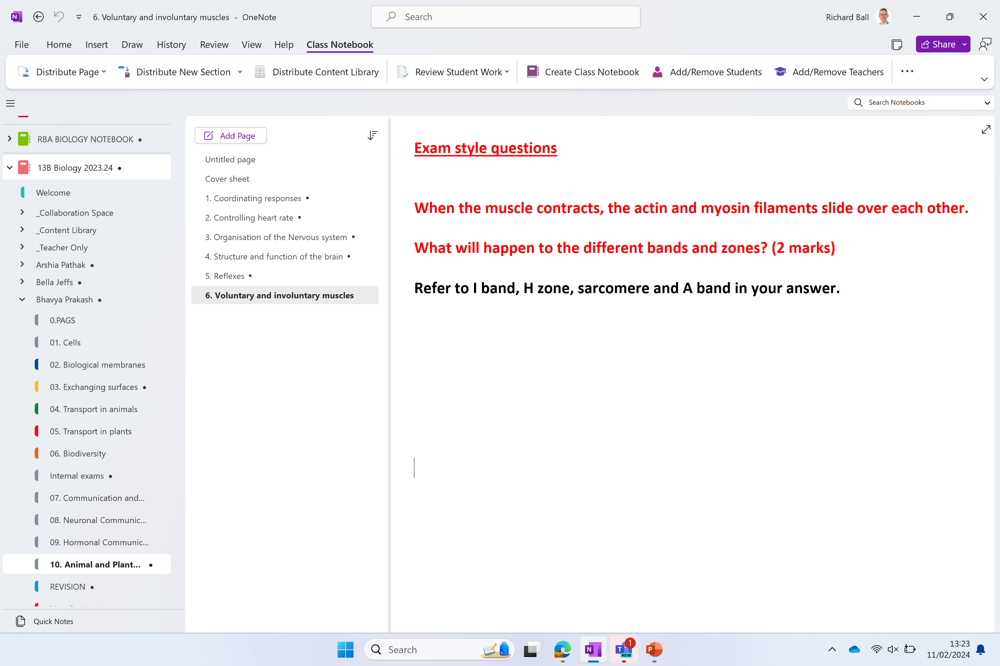 6. Voluntary and involuntary muscles - OneNote
Search
Richard Ball
File Home Insert Draw History Review View Help Class Notebook
Share
Distribute Page
Distribute New Section
Distribute Content Library
Review Student Work
Create Class Notebook
Add/Remove Students
Add/Remove Teachers
Search Notebooks
RBA BIOLOGY NOTEBOOK
13B Biology 2023.24
Welcome
_Collaboration Space
_Content Library
_Teacher Only
Arshia Pathak
Bella Jeffs
Bhavya Prakash
0.PAGS
01. Cells
02. Biological membranes
03. Exchanging surfaces
04. Transport in animals
05. Transport in plants
06. Biodiversity
Internal exams
07. Communication and...
08. Neuronal Communic...
09. Hormonal Communic...
10. Animal and Plant...
REVISION
Quick Notes
Add Page
Untitled page
Cover sheet
1. Coordinating responses
2. Controlling heart rate
3. Organisation of the Nervous system
4. Structure and function of the brain
5. Reflexes
6. Voluntary and involuntary muscles
Exam style questions
When the muscle contracts, the actin and myosin filaments slide over each other.
What will happen to the different bands and zones? (2 marks)
Refer to I band, H zone, sarcomere and A band in your answer.
Search
N
T
1
NEW
P
13:23
11/02/2024